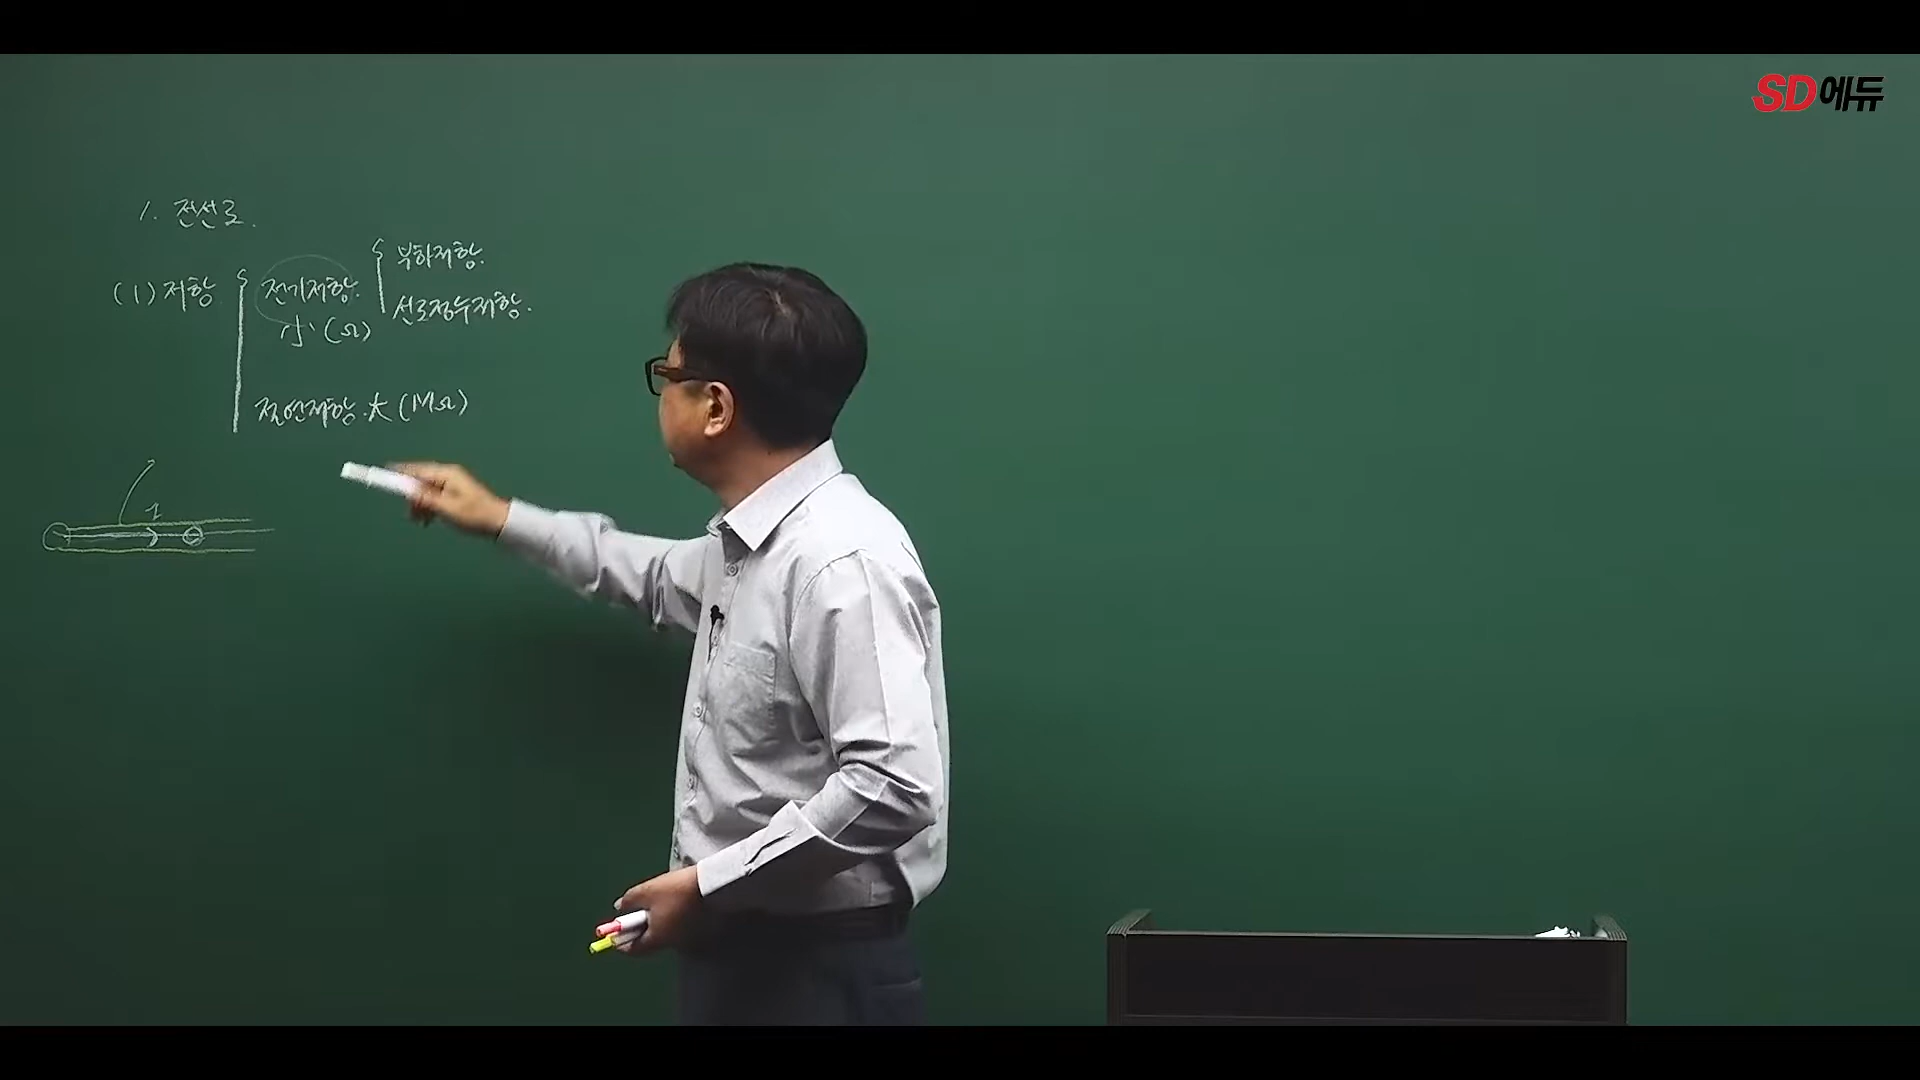 SD에듀
1. 전선로.
(1) 저항
전기저항.
小 (Ω)
부하저항.
선로정수저항.
절연저항. 大 (MΩ)
I